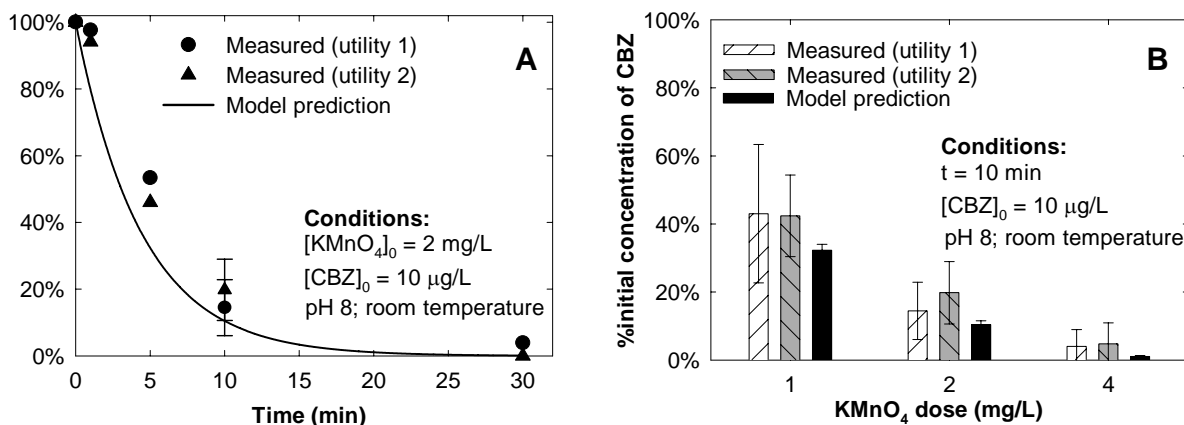 100%
80%
60%
40%
20%
0%
A
Measured (utility 1)
Measured (utility 2)
Model prediction
Conditions:
[KMnO₄]₀ = 2 mg/L
[CBZ]₀ = 10 μg/L
pH 8; room temperature
0 5 10 15 20 25 30
Time (min)
%initial concentration of CBZ
100%
80%
60%
40%
20%
0%
B
Measured (utility 1)
Measured (utility 2)
Model prediction
Conditions:
t = 10 min
[CBZ]₀ = 10 μg/L
pH 8; room temperature
1 2 4
KMnO₄ dose (mg/L)